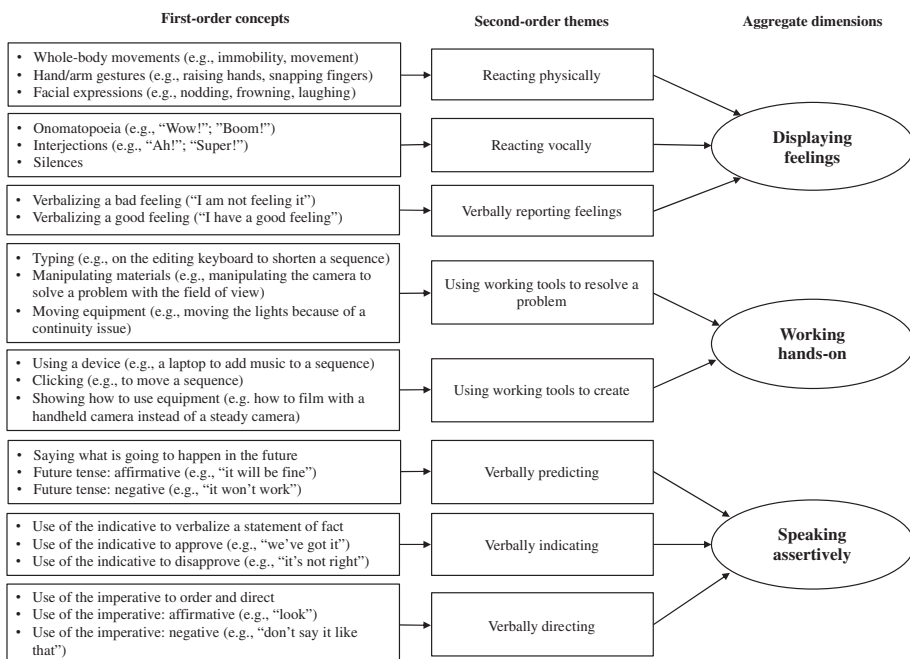 First-order concepts
Second-order themes
Aggregate dimensions
• Whole-body movements (e.g., immobility, movement)
• Hand/arm gestures (e.g., raising hands, snapping fingers)
• Facial expressions (e.g., nodding, frowning, laughing)
Reacting physically
• Onomatopoeia (e.g., “Wow!”; ”Boom!”)
• Interjections (e.g., “Ah!”; “Super!”)
• Silences
Reacting vocally
Displaying
feelings
• Verbalizing a bad feeling (“I am not feeling it”)
• Verbalizing a good feeling (“I have a good feeling”)
Verbally reporting feelings
• Typing (e.g., on the editing keyboard to shorten a sequence)
• Manipulating materials (e.g., manipulating the camera to
solve a problem with the field of view)
• Moving equipment (e.g., moving the lights because of a
continuity issue)
Using working tools to resolve a
problem
Working
hands-on
• Using a device (e.g., a laptop to add music to a sequence)
• Clicking (e.g., to move a sequence)
• Showing how to use equipment (e.g. how to film with a
handheld camera instead of a steady camera)
Using working tools to create
• Saying what is going to happen in the future
• Future tense: affirmative (e.g., “it will be fine”)
• Future tense: negative (e.g., “it won’t work”)
Verbally predicting
• Use of the indicative to verbalize a statement of fact
• Use of the indicative to approve (e.g., “we’ve got it”)
• Use of the indicative to disapprove (e.g., “it’s not right”)
Verbally indicating
Speaking
assertively
• Use of the imperative to order and direct
• Use of the imperative: affirmative (e.g., “look”)
• Use of the imperative: negative (e.g., “don’t say it like
that”)
Verbally directing